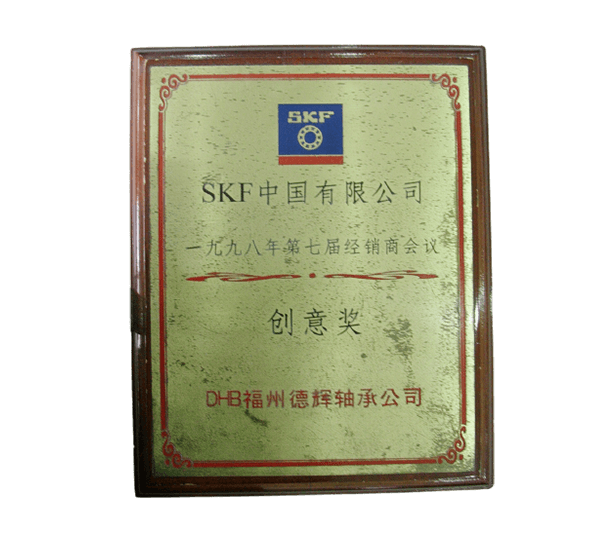 SKF
SKF中国有限公司
一九九八年第七届经销商会议
创意奖
DHB福州德辉轴承公司